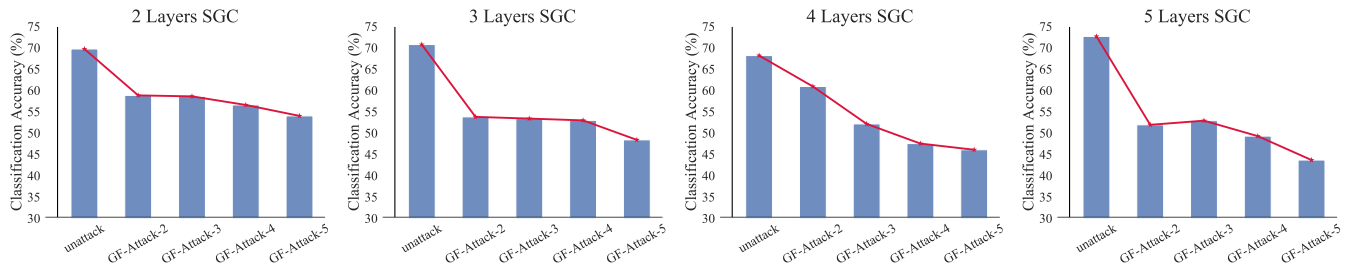 2 Layers SGC
Classification Accuracy (%)
75
70
65
60
55
50
45
40
35
30
unattack
GF-Attack-2
GF-Attack-3
GF-Attack-4
GF-Attack-5
3 Layers SGC
Classification Accuracy (%)
75
70
65
60
55
50
45
40
35
30
unattack
GF-Attack-2
GF-Attack-3
GF-Attack-4
GF-Attack-5
4 Layers SGC
Classification Accuracy (%)
75
70
65
60
55
50
45
40
35
30
unattack
GF-Attack-2
GF-Attack-3
GF-Attack-4
GF-Attack-5
5 Layers SGC
Classification Accuracy (%)
75
70
65
60
55
50
45
40
35
30
unattack
GF-Attack-2
GF-Attack-3
GF-Attack-4
GF-Attack-5